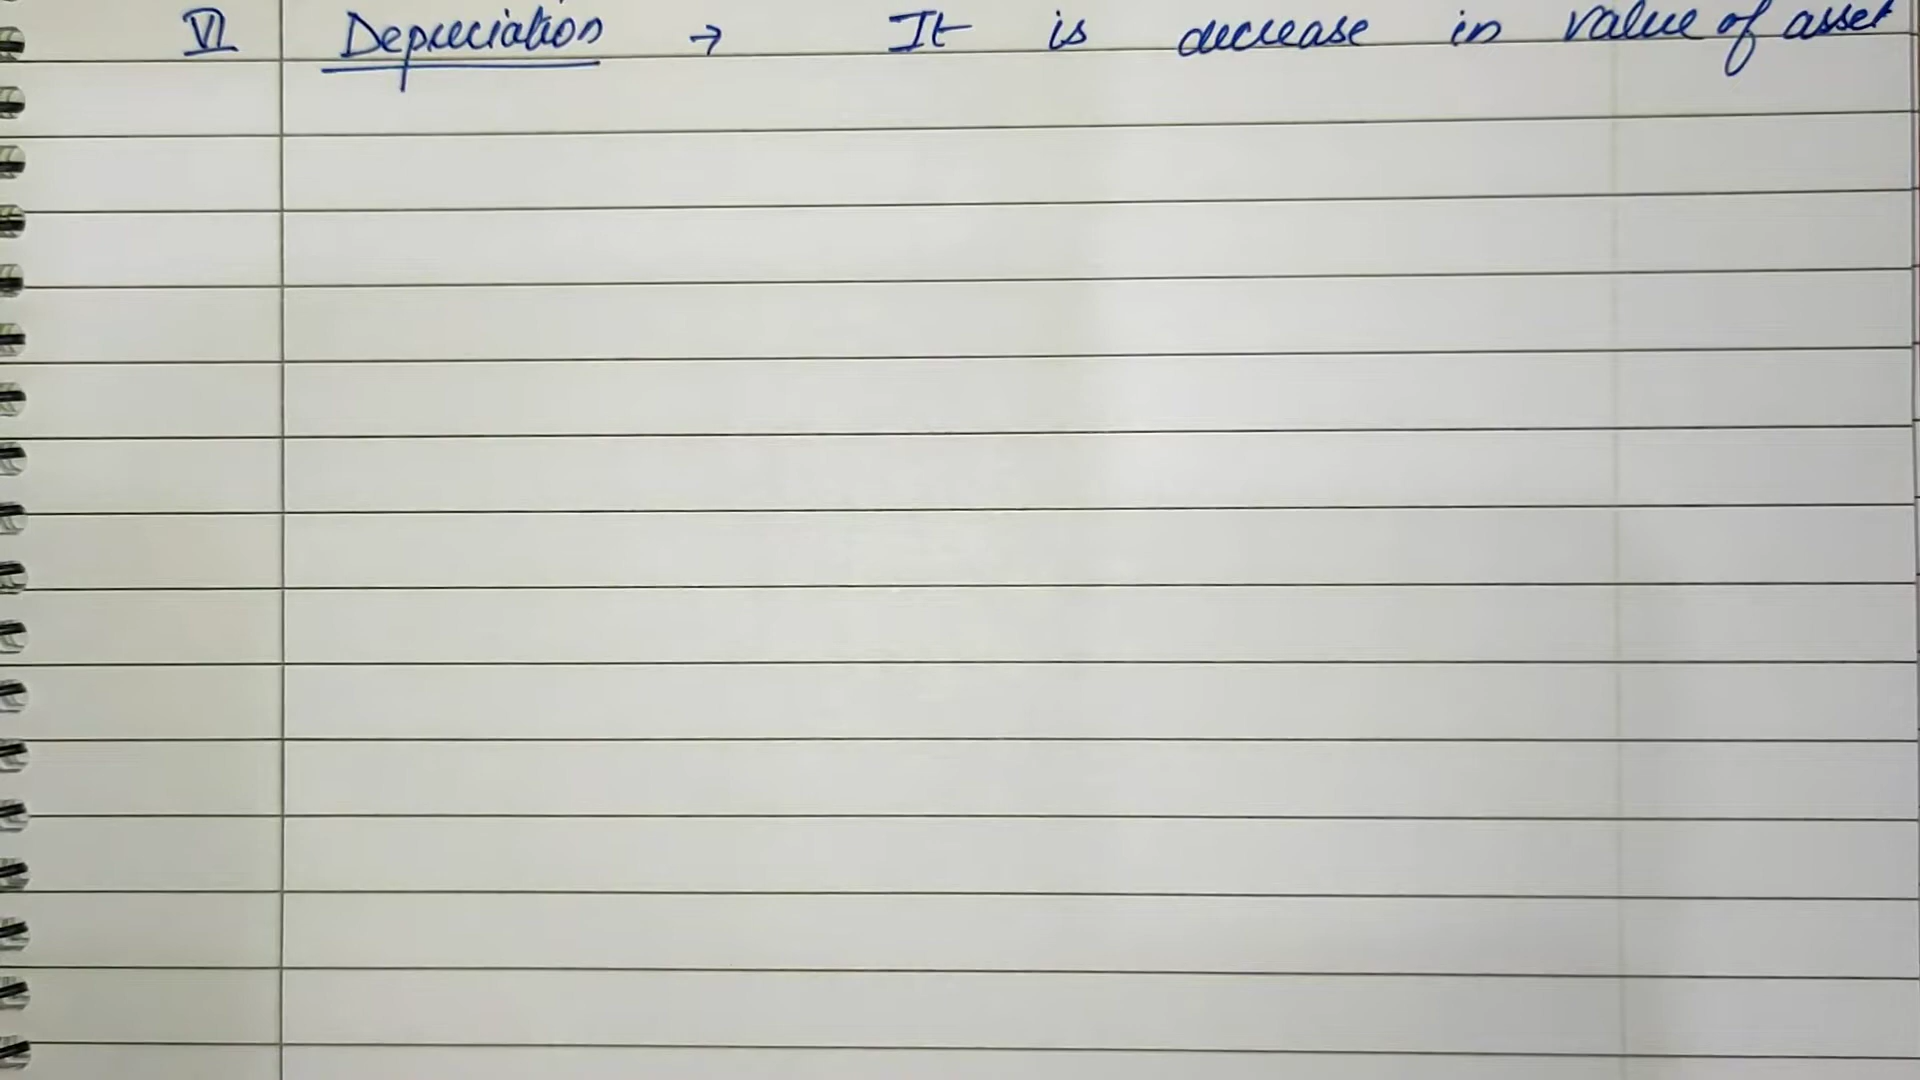 VI Depreciation → It is decrease in value of asset